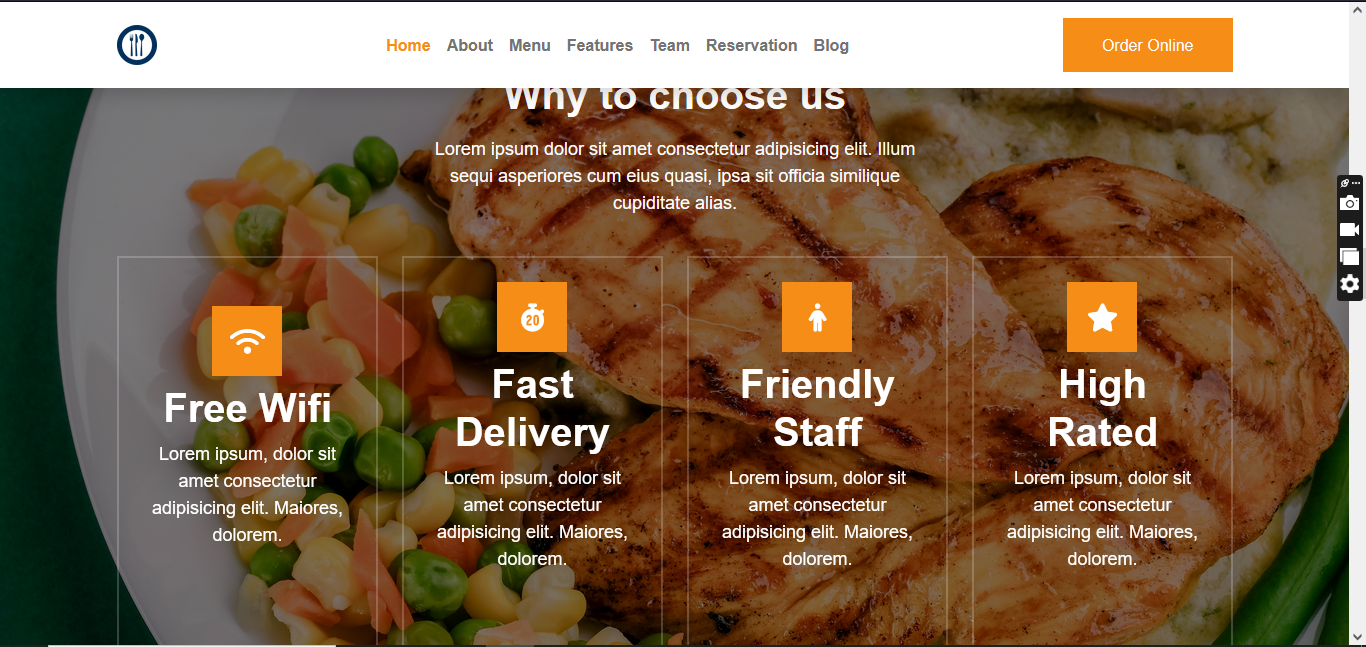 Home About Menu Features Team Reservation Blog
Order Online
Why to choose us
Lorem ipsum dolor sit amet consectetur adipisicing elit. Illum
sequi asperiores cum eius quasi, ipsa sit officia similique
cupiditate alias.
Free Wifi
Lorem ipsum, dolor sit
amet consectetur
adipisicing elit. Maiores,
dolorem.
20
Fast
Delivery
Lorem ipsum, dolor sit
amet consectetur
adipisicing elit. Maiores,
dolorem.
Friendly
Staff
Lorem ipsum, dolor sit
amet consectetur
adipisicing elit. Maiores,
dolorem.
High
Rated
Lorem ipsum, dolor sit
amet consectetur
adipisicing elit. Maiores,
dolorem.